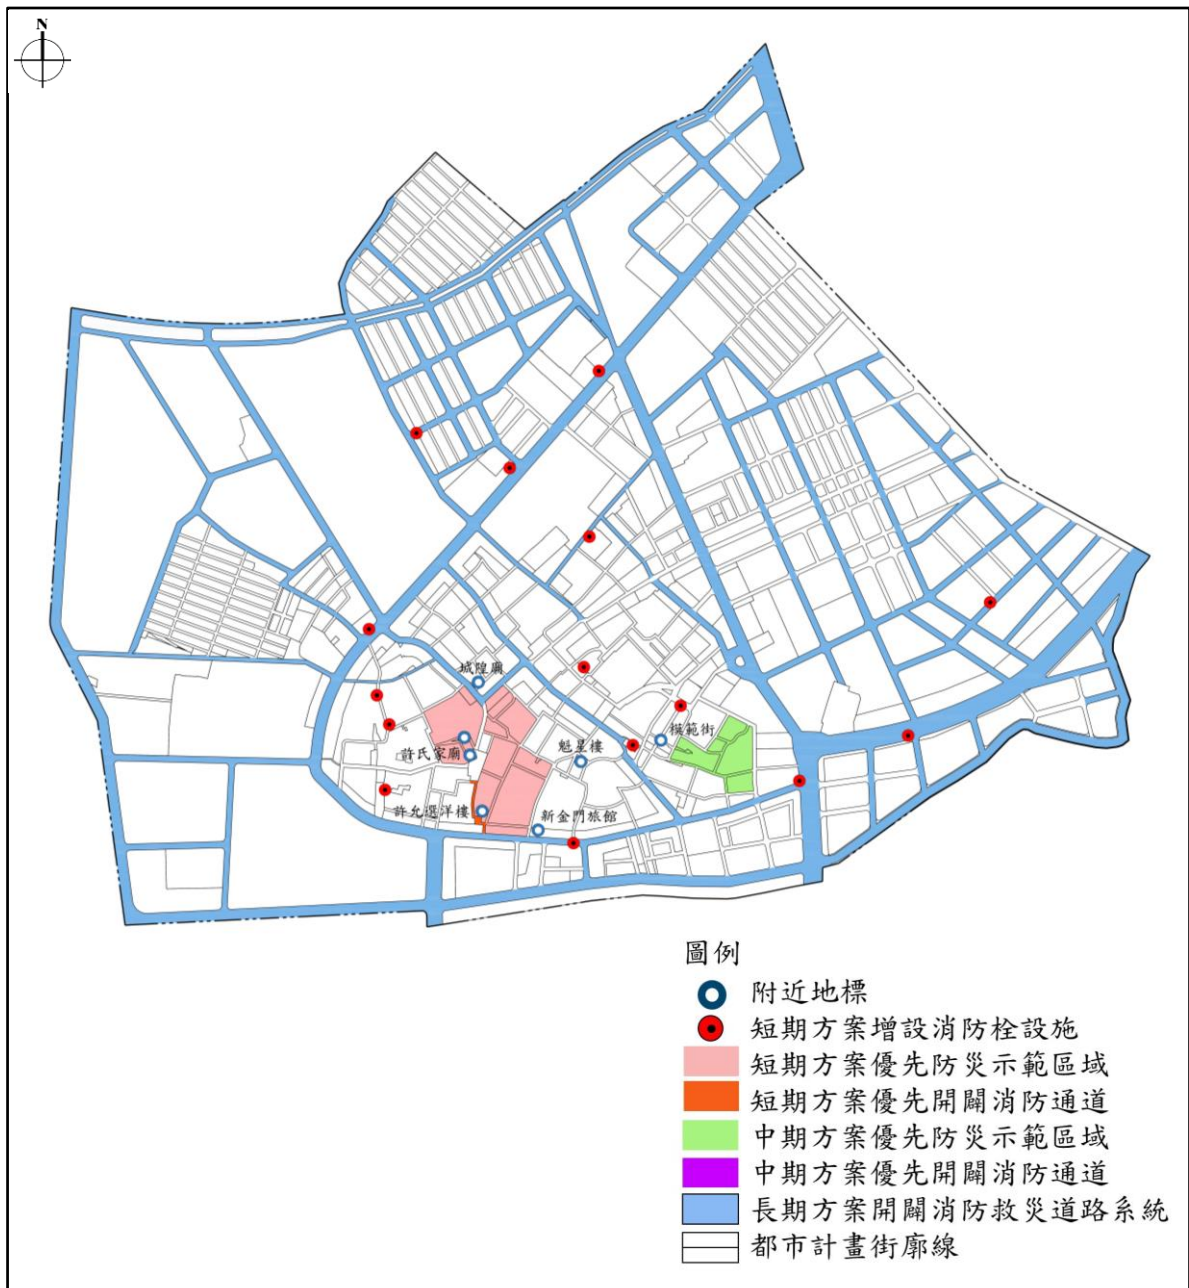 N
城隍廟
模範街
許氏家廟
魁星樓
許允選洋樓
新金門旅館
圖例
附近地標
短期方案增設消防栓設施
短期方案優先防災示範區域
短期方案優先開闢消防通道
中期方案優先防災示範區域
中期方案優先開闢消防通道
長期方案開闢消防救災道路系統
都市計畫街廓線